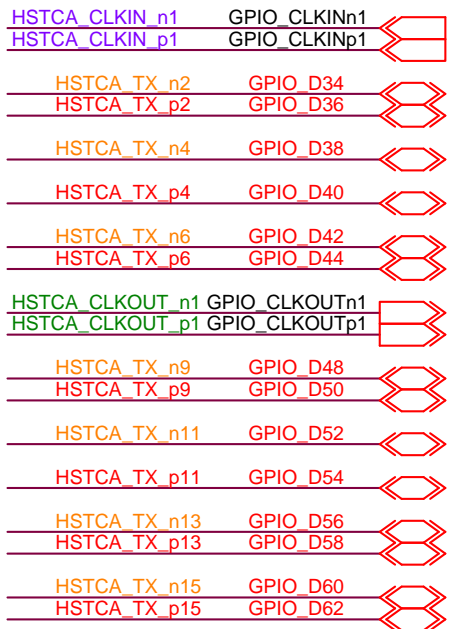 HSTCA_CLKIN_n1 GPIO_CLKINn1
HSTCA_CLKIN_p1 GPIO_CLKINp1
HSTCA_TX_n2 GPIO_D34
HSTCA_TX_p2 GPIO_D36
HSTCA_TX_n4 GPIO_D38
HSTCA_TX_p4 GPIO_D40
HSTCA_TX_n6 GPIO_D42
HSTCA_TX_p6 GPIO_D44
HSTCA_CLKOUT_n1 GPIO_CLKOUTn1
HSTCA_CLKOUT_p1 GPIO_CLKOUTp1
HSTCA_TX_n9 GPIO_D48
HSTCA_TX_p9 GPIO_D50
HSTCA_TX_n11 GPIO_D52
HSTCA_TX_p11 GPIO_D54
HSTCA_TX_n13 GPIO_D56
HSTCA_TX_p13 GPIO_D58
HSTCA_TX_n15 GPIO_D60
HSTCA_TX_p15 GPIO_D62